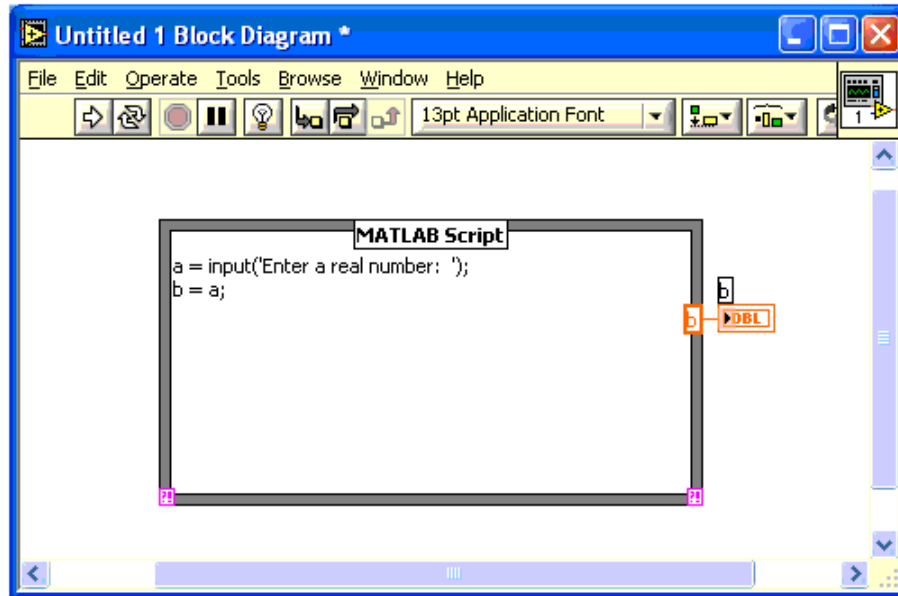 Untitled 1 Block Diagram *
File Edit Operate Tools Browse Window Help
13pt Application Font
1
MATLAB Script
a = input('Enter a real number:  ');
b = a;
b
b
DBL
?!
?!